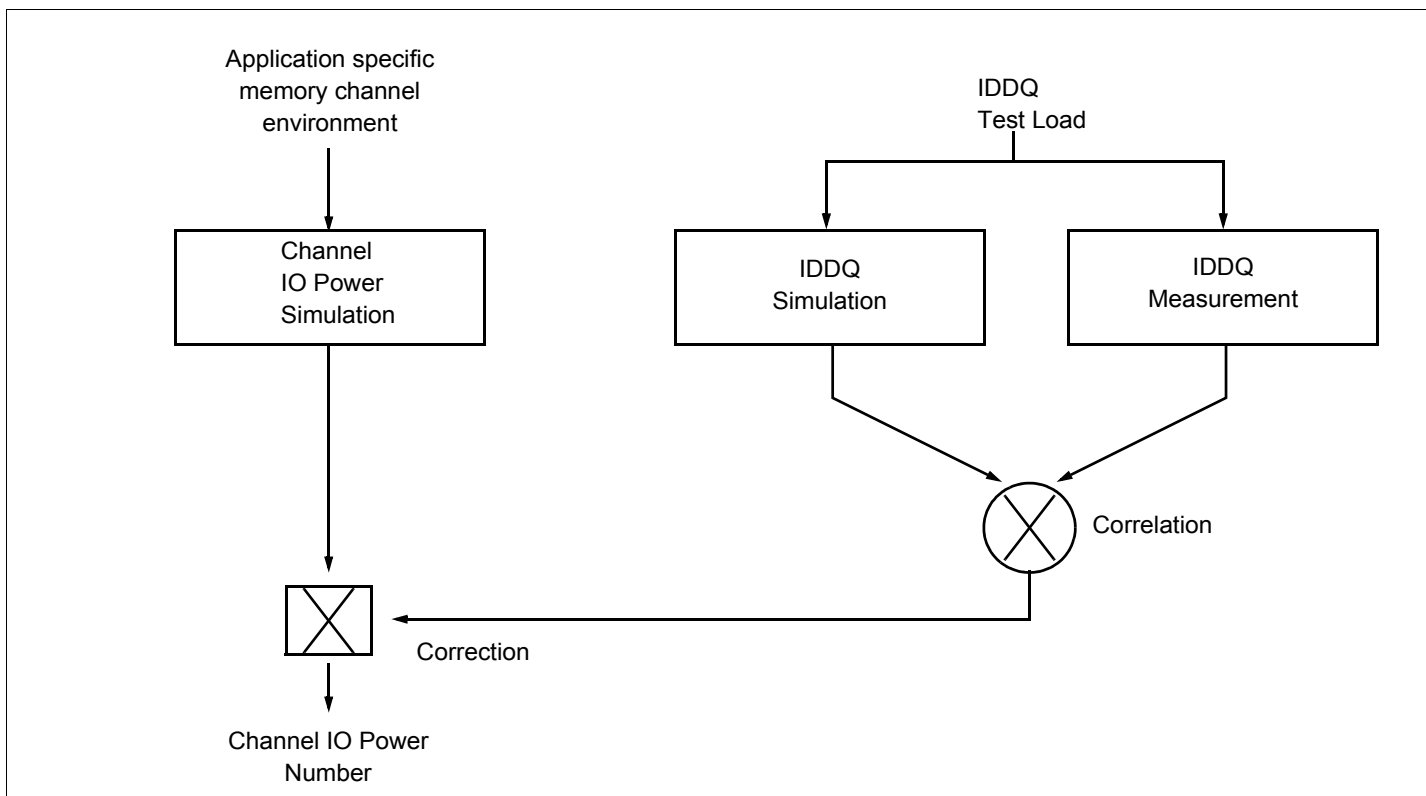 Application specific
memory channel
environment
IDDQ
Test Load
Channel
IO Power
Simulation
IDDQ
Simulation
IDDQ
Measurement
Correlation
Correction
Channel IO Power
Number